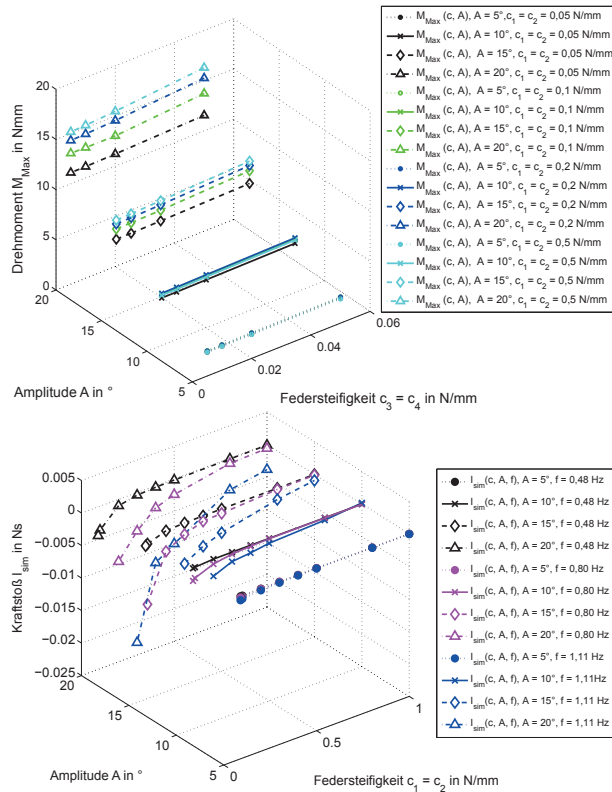 M_Max (c, A), A = 5°, c_1 = c_2 = 0,05 N/mm
M_Max (c, A), A = 10°, c_1 = c_2 = 0,05 N/mm
M_Max (c, A), A = 15°, c_1 = c_2 = 0,05 N/mm
M_Max (c, A), A = 20°, c_1 = c_2 = 0,05 N/mm
M_Max (c, A), A = 5°, c_1 = c_2 = 0,1 N/mm
M_Max (c, A), A = 10°, c_1 = c_2 = 0,1 N/mm
M_Max (c, A), A = 15°, c_1 = c_2 = 0,1 N/mm
M_Max (c, A), A = 20°, c_1 = c_2 = 0,1 N/mm
M_Max (c, A), A = 5°, c_1 = c_2 = 0,2 N/mm
M_Max (c, A), A = 10°, c_1 = c_2 = 0,2 N/mm
M_Max (c, A), A = 15°, c_1 = c_2 = 0,2 N/mm
M_Max (c, A), A = 20°, c_1 = c_2 = 0,2 N/mm
M_Max (c, A), A = 5°, c_1 = c_2 = 0,5 N/mm
M_Max (c, A), A = 10°, c_1 = c_2 = 0,5 N/mm
M_Max (c, A), A = 15°, c_1 = c_2 = 0,5 N/mm
M_Max (c, A), A = 20°, c_1 = c_2 = 0,5 N/mm
Drehmoment M_Max in Nmm
20
15
10
5
0
20
15
10
5
0
0.02
0.04
0.06
Amplitude A in °
Federsteifigkeit c_3 = c_4 in N/mm
Kraftstoß I_sim in Ns
0.005
0
−0.005
−0.01
−0.015
−0.02
−0.025
20
15
10
5
0
0.5
1
Amplitude A in °
Federsteifigkeit c_1 = c_2 in N/mm
I_sim(c, A, f), A = 5°, f = 0,48 Hz
I_sim(c, A, f), A = 10°, f = 0,48 Hz
I_sim(c, A, f), A = 15°, f = 0,48 Hz
I_sim(c, A, f), A = 20°, f = 0,48 Hz
I_sim(c, A, f), A = 5°, f = 0,80 Hz
I_sim(c, A, f), A = 10°, f = 0,80 Hz
I_sim(c, A, f), A = 15°, f = 0,80 Hz
I_sim(c, A, f), A = 20°, f = 0,80 Hz
I_sim(c, A, f), A = 5°, f = 1,11 Hz
I_sim(c, A, f), A = 10°, f = 1,11Hz
I_sim(c, A, f), A = 15°, f = 1,11 Hz
I_sim(c, A, f), A = 20°, f = 1,11 Hz